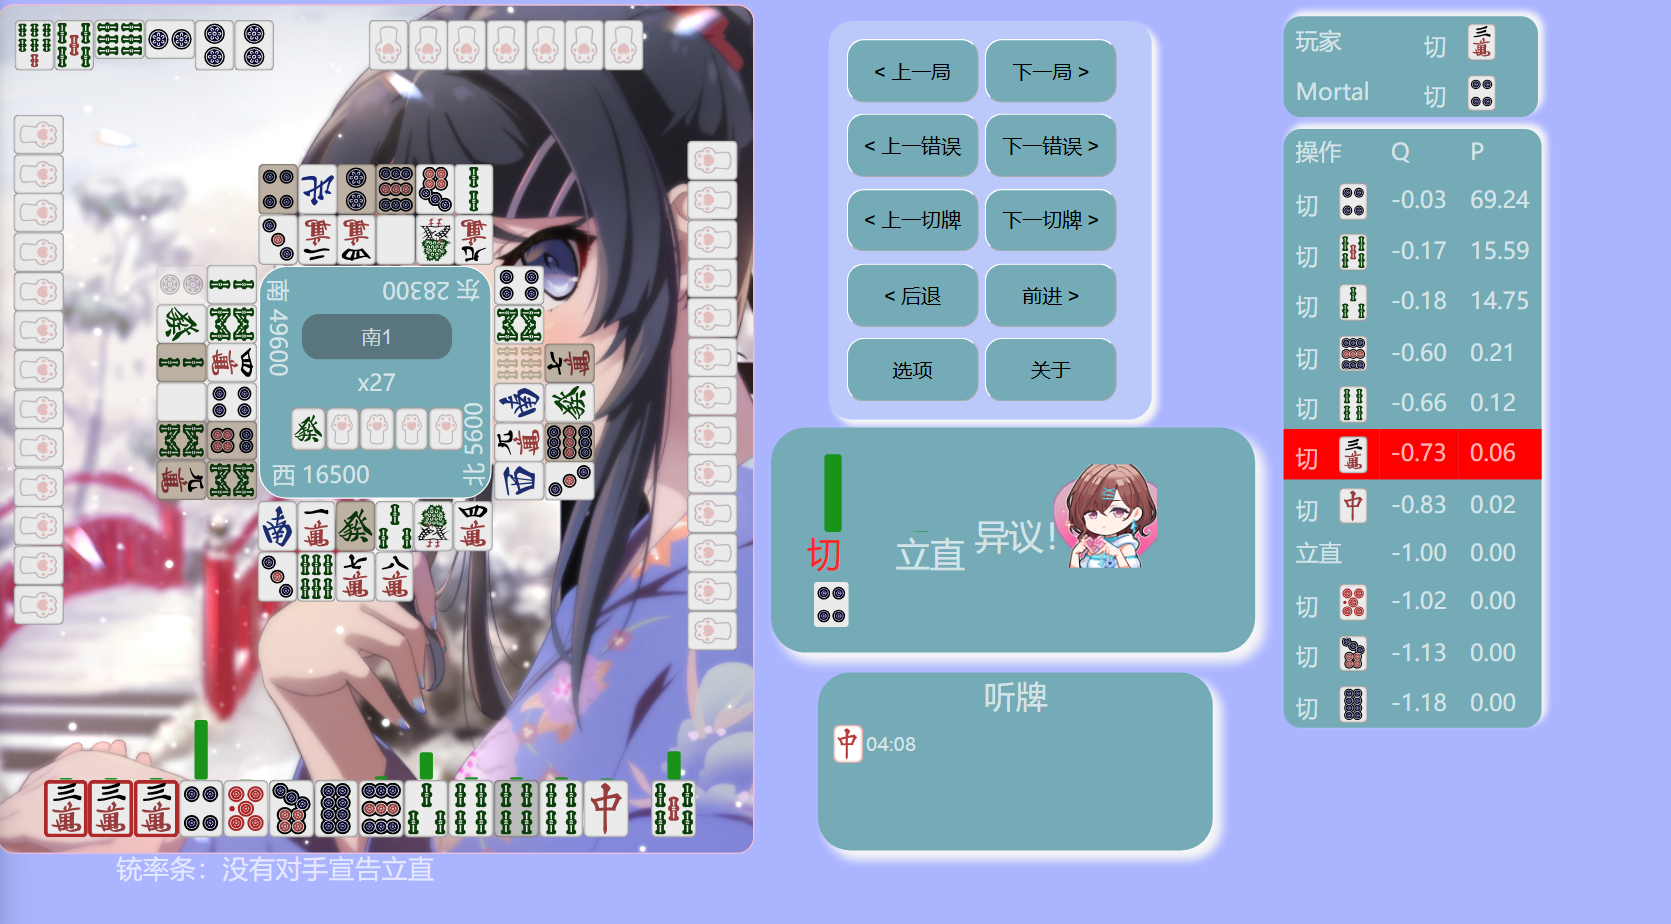 南 49600
东 28300
南1
x27
北 5600
西 16500
铳率条：没有对手宣告立直
< 上一局
下一局 >
< 上一错误
下一错误 >
< 上一切牌
下一切牌 >
< 后退
前进 >
选项
关于
切
立直
异议!
听牌
中 04:08
玩家 切 三萬
Mortal 切
操作 Q P
切 -0.03 69.24
切 -0.17 15.59
切 -0.18 14.75
切 -0.60 0.21
切 -0.66 0.12
切 三萬 -0.73 0.06
切 中 -0.83 0.02
立直 -1.00 0.00
切 -1.02 0.00
切 -1.13 0.00
切 -1.18 0.00